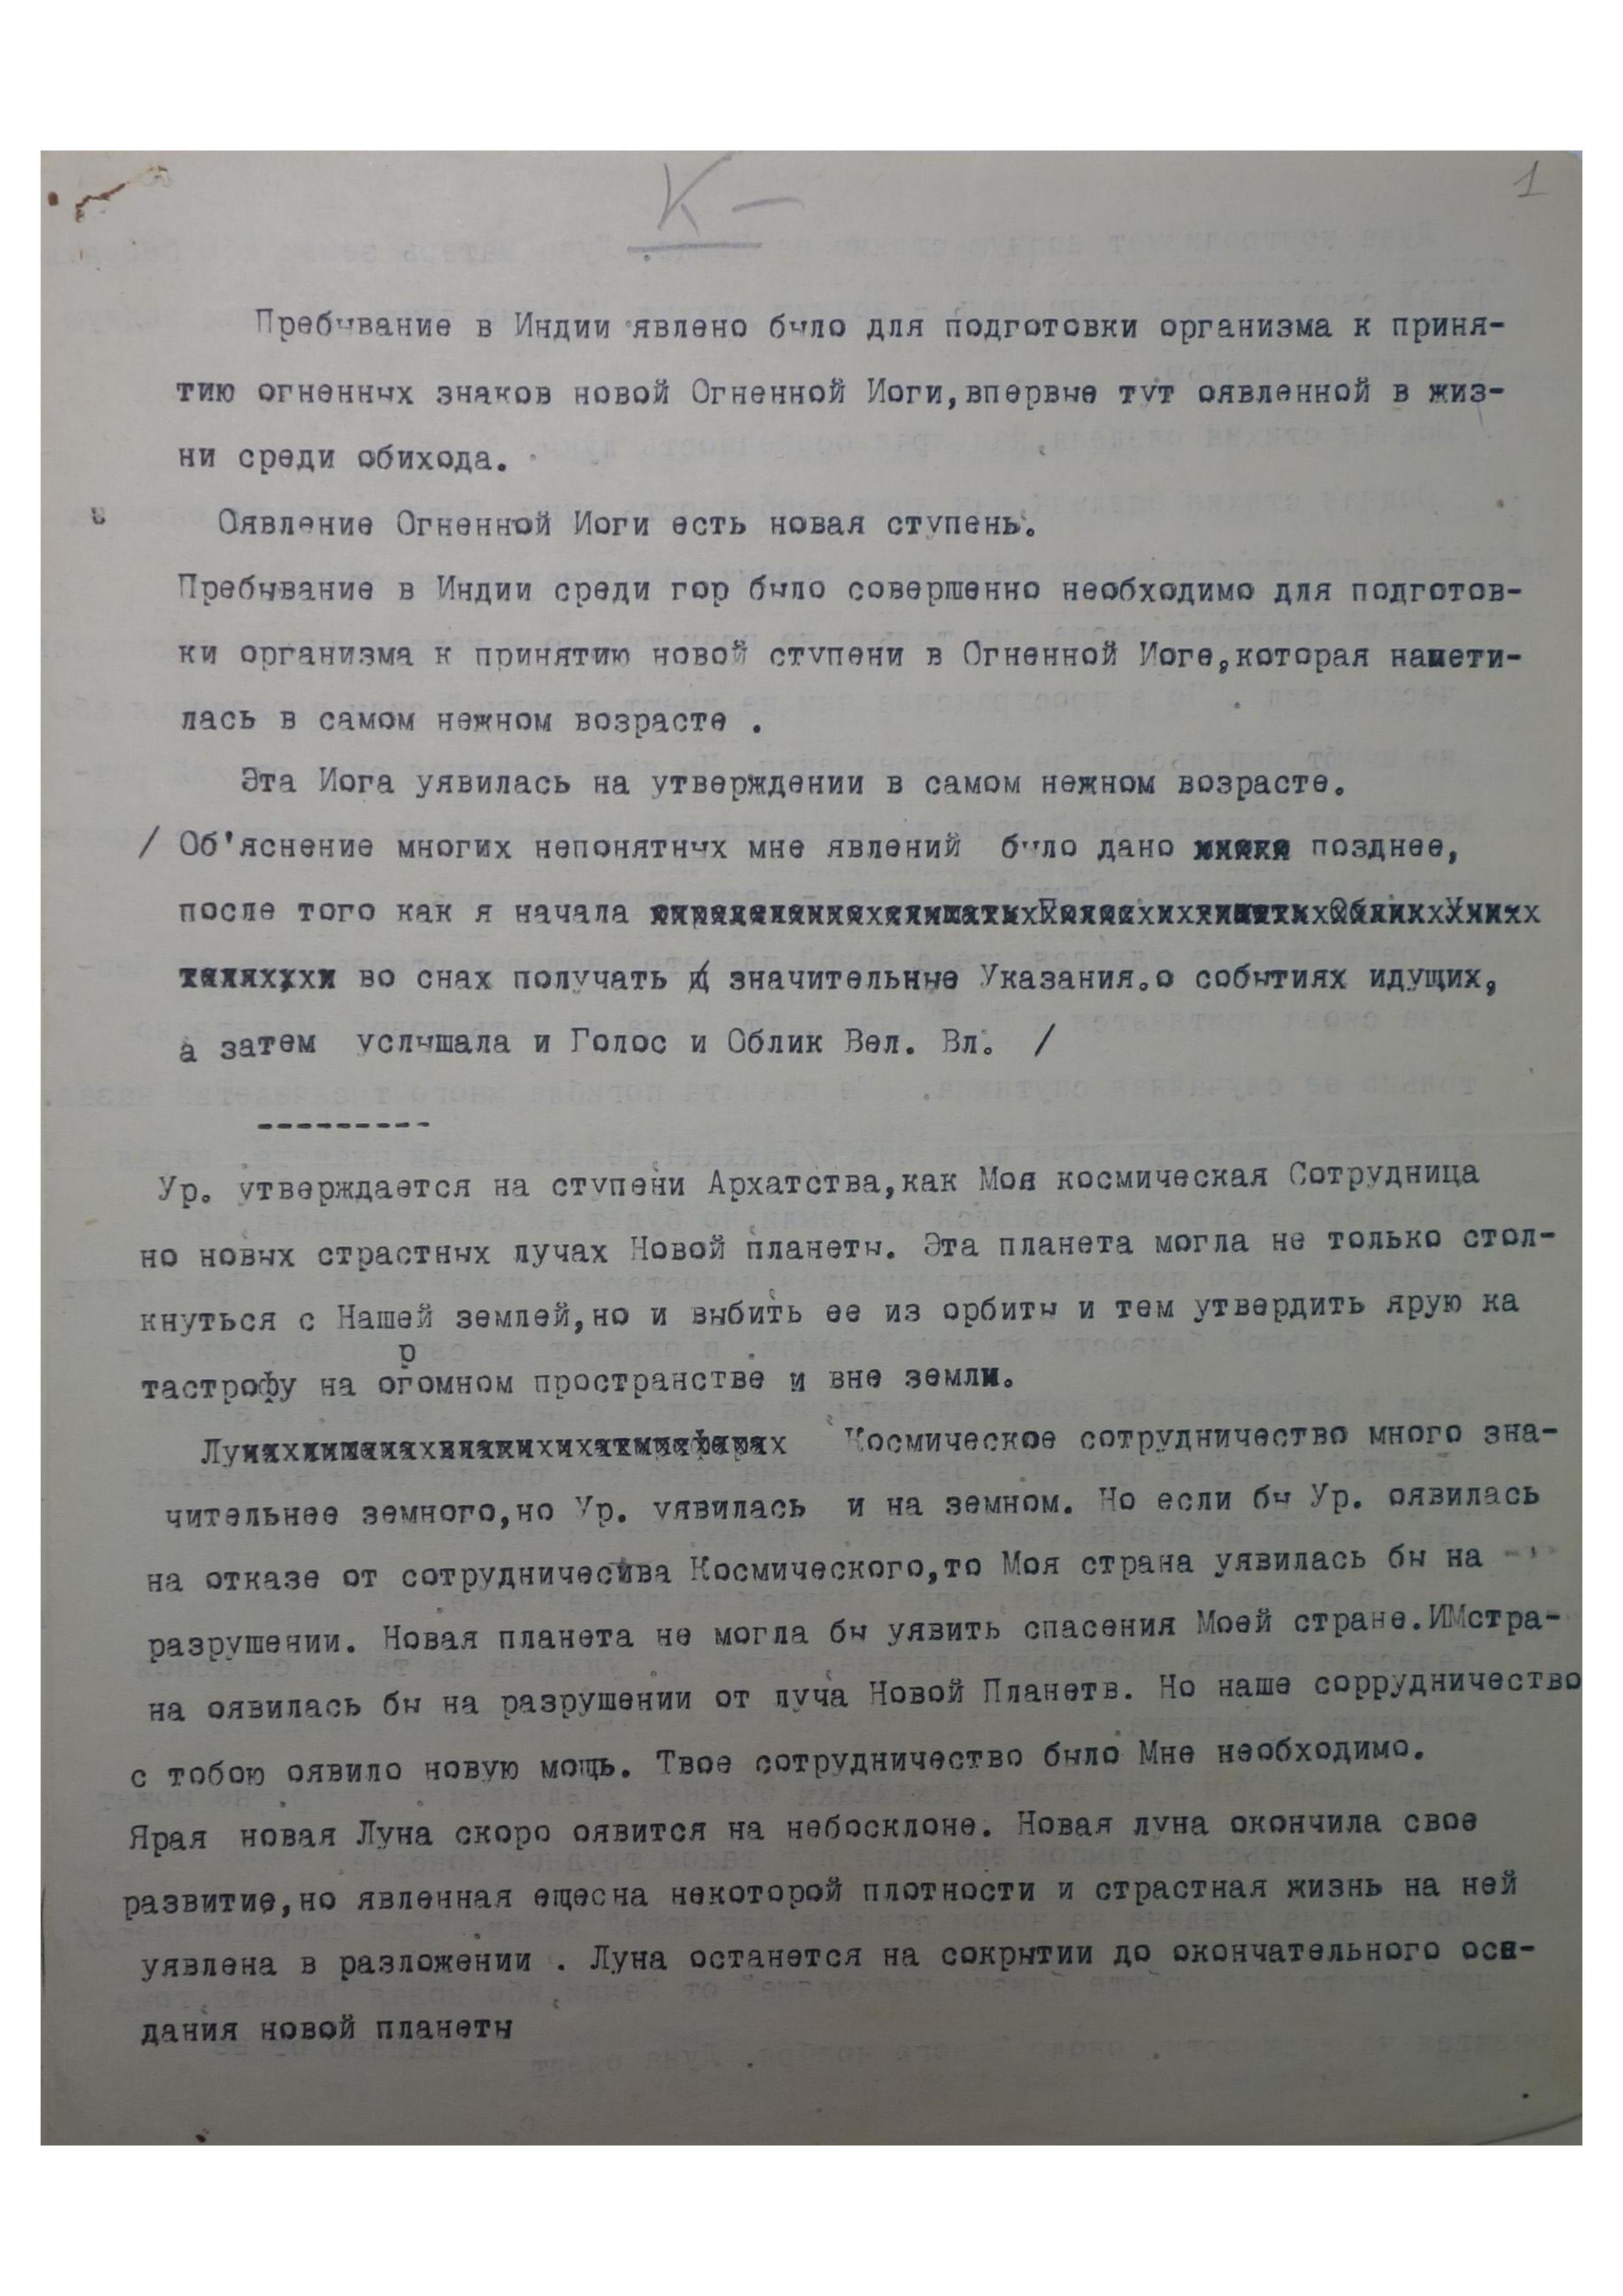 К —
1
Пребывание в Индии явлено было для подготовки организма к приня-
тию огненных знаков новой Огненной Иоги,впервые тут оявленной в жиз-
ни среди обихода.
Оявление Огненной Иоги есть новая ступень.
Пребывание в Индии среди гор было совершенно необходимо для подготов-
ки организма к принятию новой ступени в Огненной Иоге,которая намети-
лась в самом нежном возрасте .
Эта Иога уявилась на утверждении в самом нежном возрасте.
/ Об'яснение многих непонятных мне явлений было дано позднее,
после того как я начала
во снах получать значительные Указания.о событиях идущих,
а затем услышала и Голос и Облик Вел. Вл. /
---------
Ур. утверждается на ступени Архатства,как Моя космическая Сотрудница
но новых страстных лучах Новой планеты. Эта планета могла не только стол-
кнуться с Нашей землей,но и выбить ее из орбиты и тем утвердить ярую ка
тастрофу на огромном пространстве и вне земли.
Космическое сотрудничество много зна-
чительнее земного,но Ур. уявилась и на земном. Но если бы Ур. оявилась
на отказе от сотрудничества Космического,то Моя страна уявилась бы на
разрушении. Новая планета не могла бы уявить спасения Моей стране.ИМстра-
на оявилась бы на разрушении от луча Новой Планетв. Но наше соррудничество
с тобою оявило новую мощь. Твое сотрудничество было Мне необходимо.
Ярая новая Луна скоро оявится на небосклоне. Новая луна окончила свое
развитие,но явленная ещесна некоторой плотности и страстная жизнь на ней
уявлена в разложении . Луна останется на сокрытии до окончательного осе-
дания новой планеты